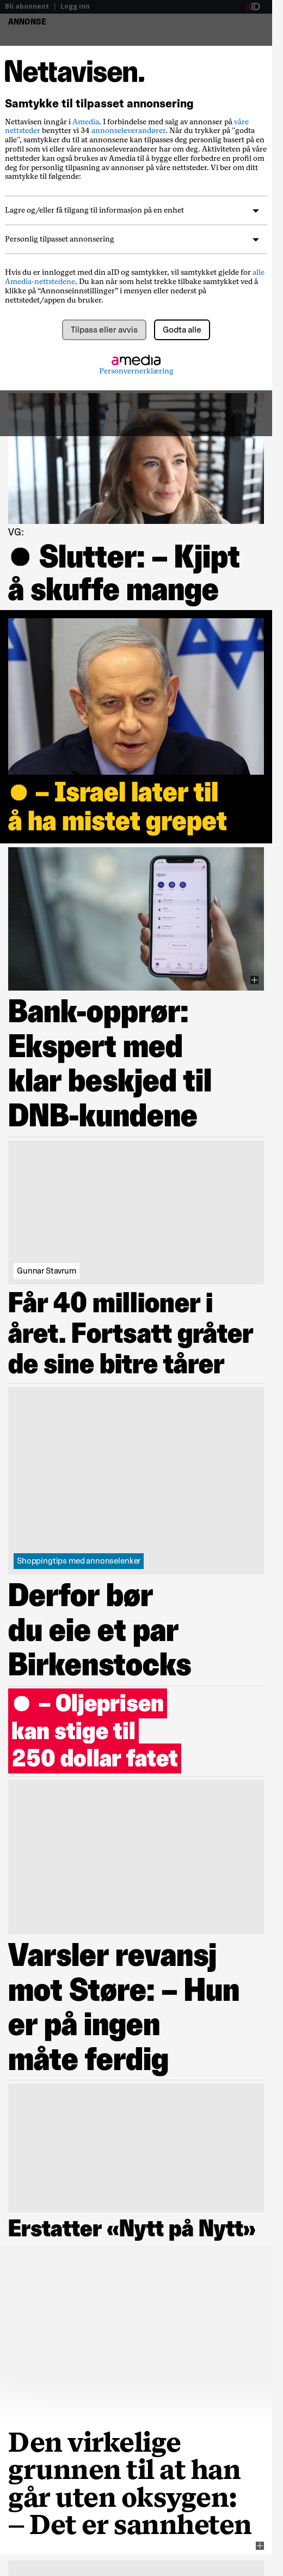 Bli abonnent | Logg inn
aID
ANNONSE
Nettavisen.
Samtykke til tilpasset annonsering
Nettavisen inngår i Amedia. I forbindelse med salg av annonser på våre
nettsteder benytter vi 34 annonseleverandører. Når du trykker på "godta
alle", samtykker du til at annonsene kan tilpasses deg personlig basert på en
profil som vi eller våre annonseleverandører har om deg. Aktiviteten på våre
nettsteder kan også brukes av Amedia til å bygge eller forbedre en profil om
deg for personlig tilpasning av annonser på våre nettsteder. Vi ber om ditt
samtykke til følgende:
Lagre og/eller få tilgang til informasjon på en enhet
Personlig tilpasset annonsering
Hvis du er innlogget med din aID og samtykker, vil samtykket gjelde for alle
Amedia-nettstedene. Du kan når som helst trekke tilbake samtykket ved å
klikke på “Annonseinnstillinger” i menyen eller nederst på
nettstedet/appen du bruker.
Tilpass eller avvis
Godta alle
amedia
Personvernerklæring
VG:
● Slutter: – Kjipt
å skuffe mange
● – Israel later til
å ha mistet grepet
Bank-opprør:
Ekspert med
klar beskjed til
DNB-kundene
Gunnar Stavrum
Får 40 millioner i
året. Fortsatt gråter
de sine bitre tårer
Shoppingtips med annonselenker
Derfor bør
du eie et par
Birkenstocks
● – Oljeprisen
kan stige til
250 dollar fatet
Varsler revansj
mot Støre: – Hun
er på ingen
måte ferdig
Erstatter «Nytt på Nytt»
Den virkelige
grunnen til at han
går uten oksygen:
– Det er sannheten